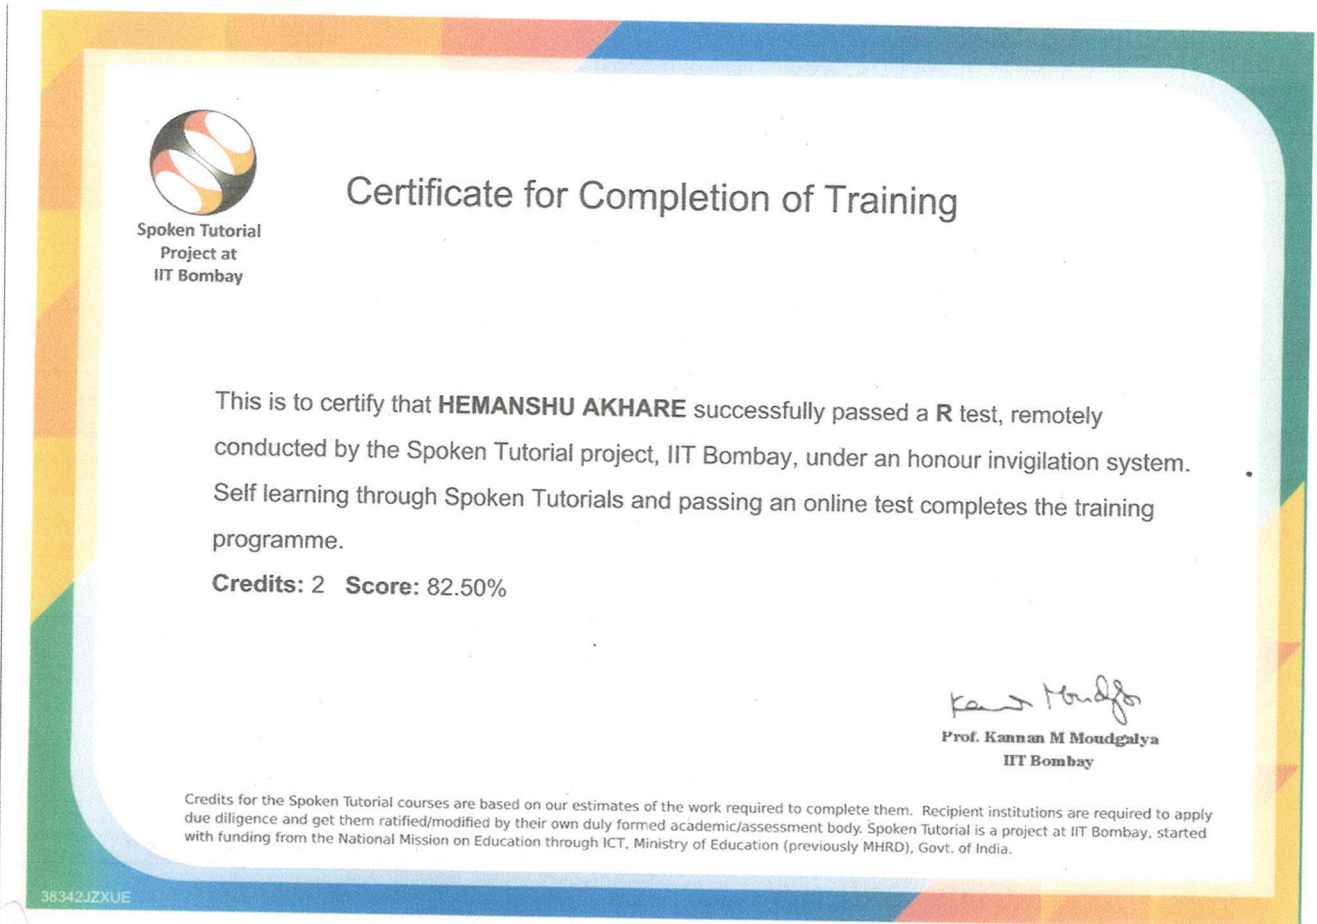 Spoken Tutorial
Project at
IIT Bombay
Certificate for Completion of Training
This is to certify that HEMANSHU AKHARE successfully passed a R test, remotely
conducted by the Spoken Tutorial project, IIT Bombay, under an honour invigilation system.
Self learning through Spoken Tutorials and passing an online test completes the training
programme.
Credits: 2 Score: 82.50%
Prof. Kannan M Moudgalya
IIT Bombay
Credits for the Spoken Tutorial courses are based on our estimates of the work required to complete them. Recipient institutions are required to apply
due diligence and get them ratified/modified by their own duly formed academic/assessment body. Spoken Tutorial is a project at IIT Bombay, started
with funding from the National Mission on Education through ICT, Ministry of Education (previously MHRD), Govt. of India.
38342JZXUE